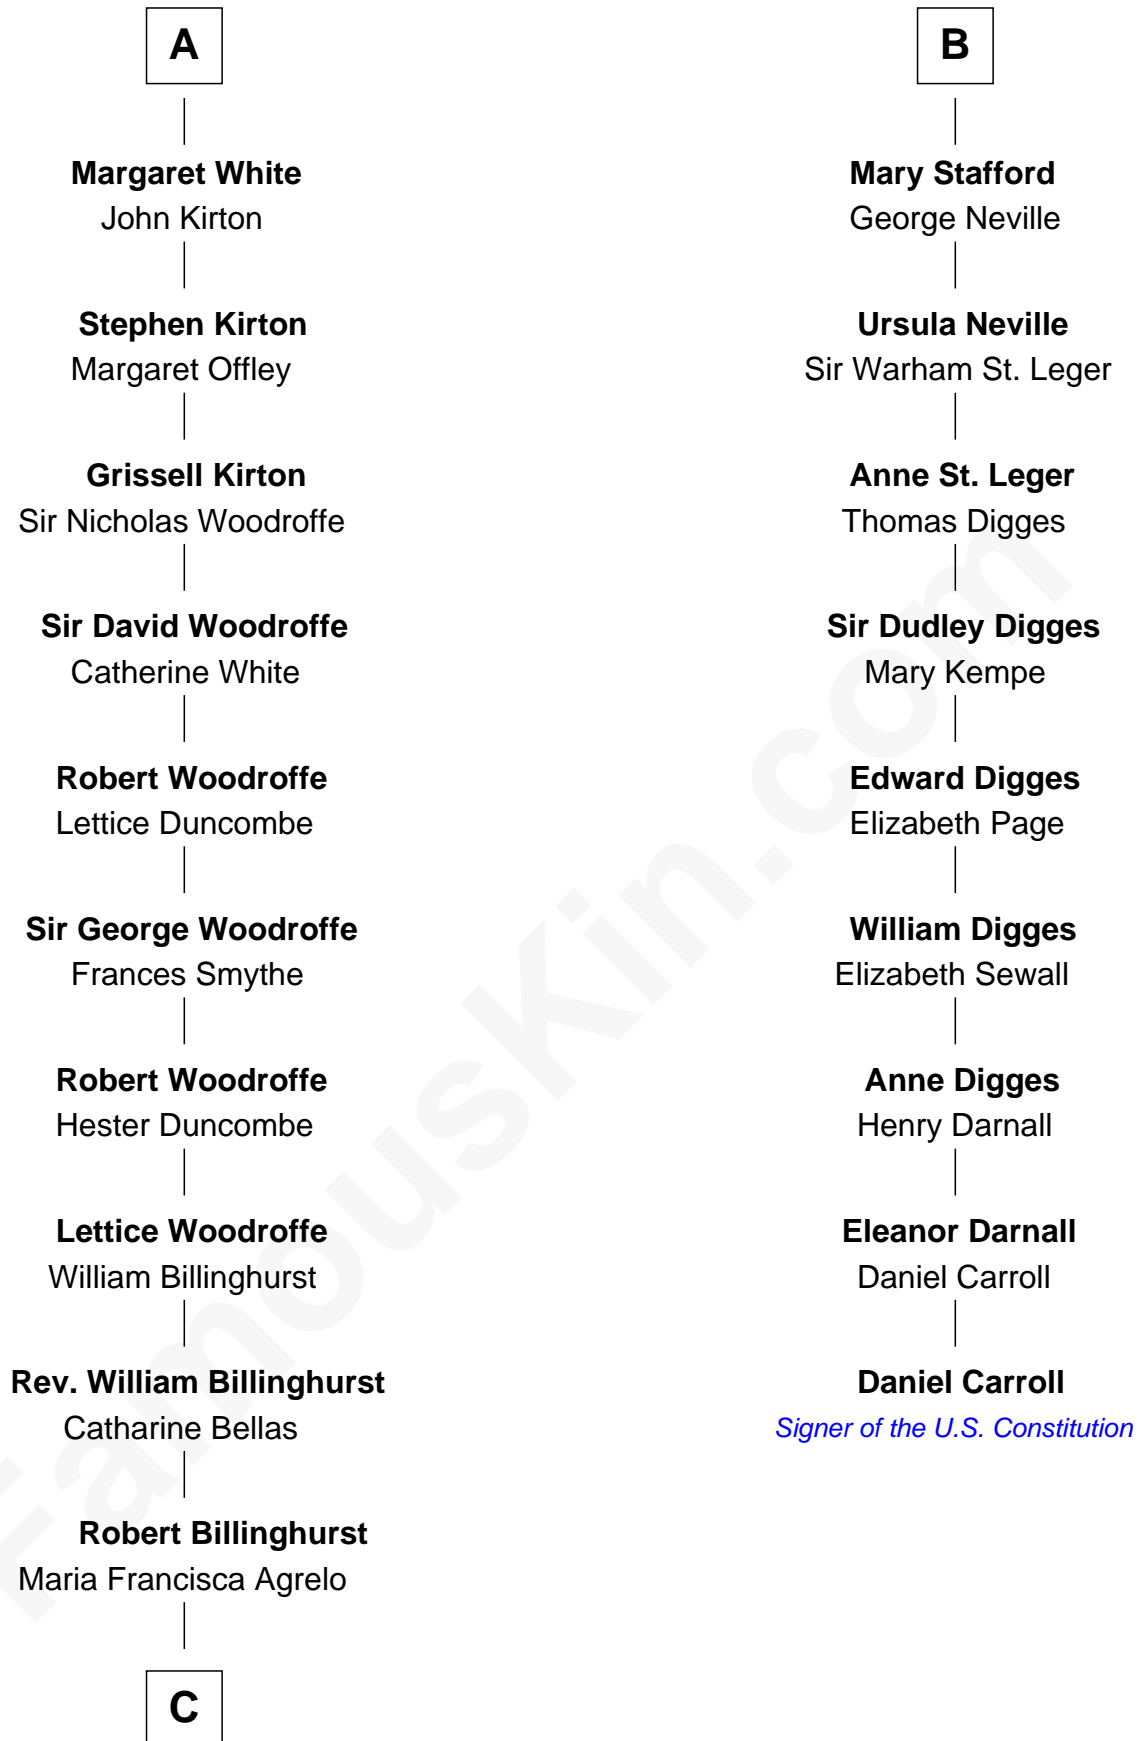 A
Margaret White
John Kirton
Stephen Kirton
Margaret Offley
Grissell Kirton
Sir Nicholas Woodroffe
Sir David Woodroffe
Catherine White
Robert Woodroffe
Lettice Duncombe
Sir George Woodroffe
Frances Smythe
Robert Woodroffe
Hester Duncombe
Lettice Woodroffe
William Billinghurst
Rev. William Billinghurst
Catharine Bellas
Robert Billinghurst
Maria Francisca Agrelo
C
B
Mary Stafford
George Neville
Ursula Neville
Sir Warham St. Leger
Anne St. Leger
Thomas Digges
Sir Dudley Digges
Mary Kempe
Edward Digges
Elizabeth Page
William Digges
Elizabeth Sewall
Anne Digges
Henry Darnall
Eleanor Darnall
Daniel Carroll
Daniel Carroll
Signer of the U.S. Constitution
FamousKin.com